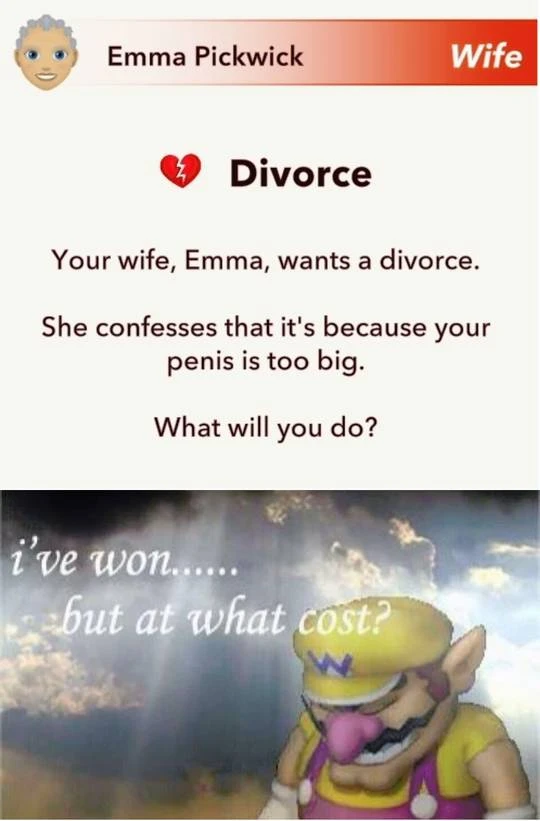 Emma Pickwick
Wife
Divorce
Your wife, Emma, wants a divorce.
She confesses that it's because your
penis is too big.
What will you do?
i've won......
but at what cost?
W